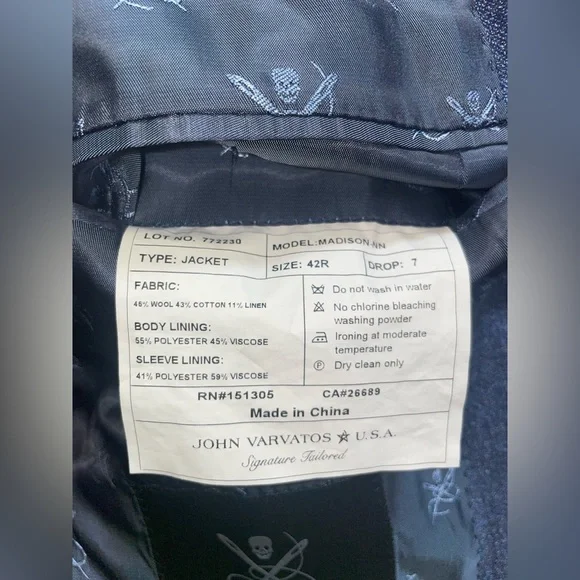 LOT NO. 772230
MODEL:MADISON-NN
TYPE: JACKET
SIZE: 42R
DROP: 7
FABRIC:
46% WOOL 43% COTTON 11% LINEN
BODY LINING:
55% POLYESTER 45% VISCOSE
SLEEVE LINING:
41% POLYESTER 59% VISCOSE
Do not wash in water
No chlorine bleaching
washing powder
Ironing at moderate
temperature
P Dry clean only
RN#151305
CA#26689
Made in China
JOHN VARVATOS ★ U.S.A.
Signature Tailored